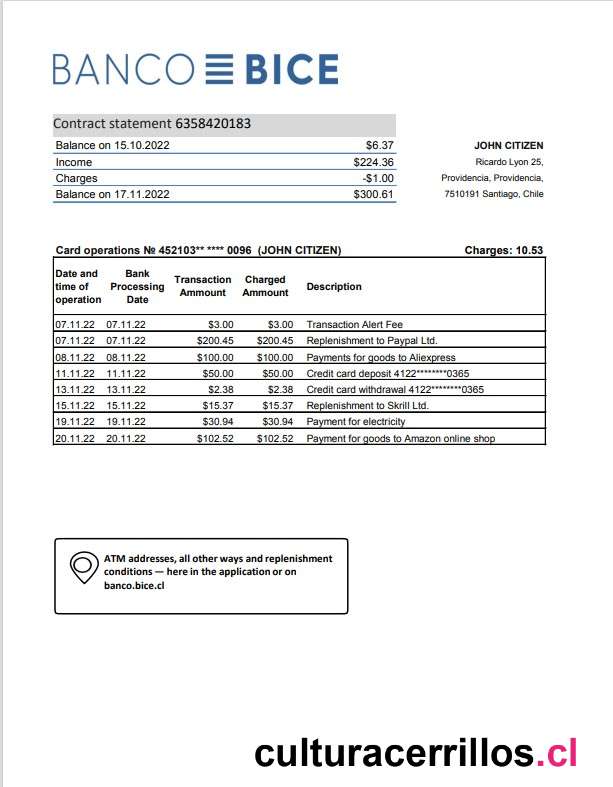 BANCO BICE
Contract statement 6358420183
Balance on 15.10.2022 $6.37
Income $224.36
Charges -$1.00
Balance on 17.11.2022 $300.61
JOHN CITIZEN
Ricardo Lyon 25,
Providencia, Providencia,
7510191 Santiago, Chile
Card operations № 452103** **** 0096 (JOHN CITIZEN) Charges: 10.53
Date and time of operation Bank Processing Date Transaction Amount Charged Amount Description
07.11.22 07.11.22 $3.00 $3.00 Transaction Alert Fee
07.11.22 07.11.22 $200.45 $200.45 Replenishment to Paypal Ltd.
08.11.22 08.11.22 $100.00 $100.00 Payments for goods to Aliexpress
11.11.22 11.11.22 $50.00 $50.00 Credit card deposit 4122********0365
13.11.22 13.11.22 $2.38 $2.38 Credit card withdrawal 4122********0365
15.11.22 15.11.22 $15.37 $15.37 Replenishment to Skrill Ltd.
19.11.22 19.11.22 $30.94 $30.94 Payment for electricity
20.11.22 20.11.22 $102.52 $102.52 Payment for goods to Amazon online shop
ATM addresses, all other ways and replenishment
conditions — here in the application or on
banco.bice.cl
culturacerrillos.cl